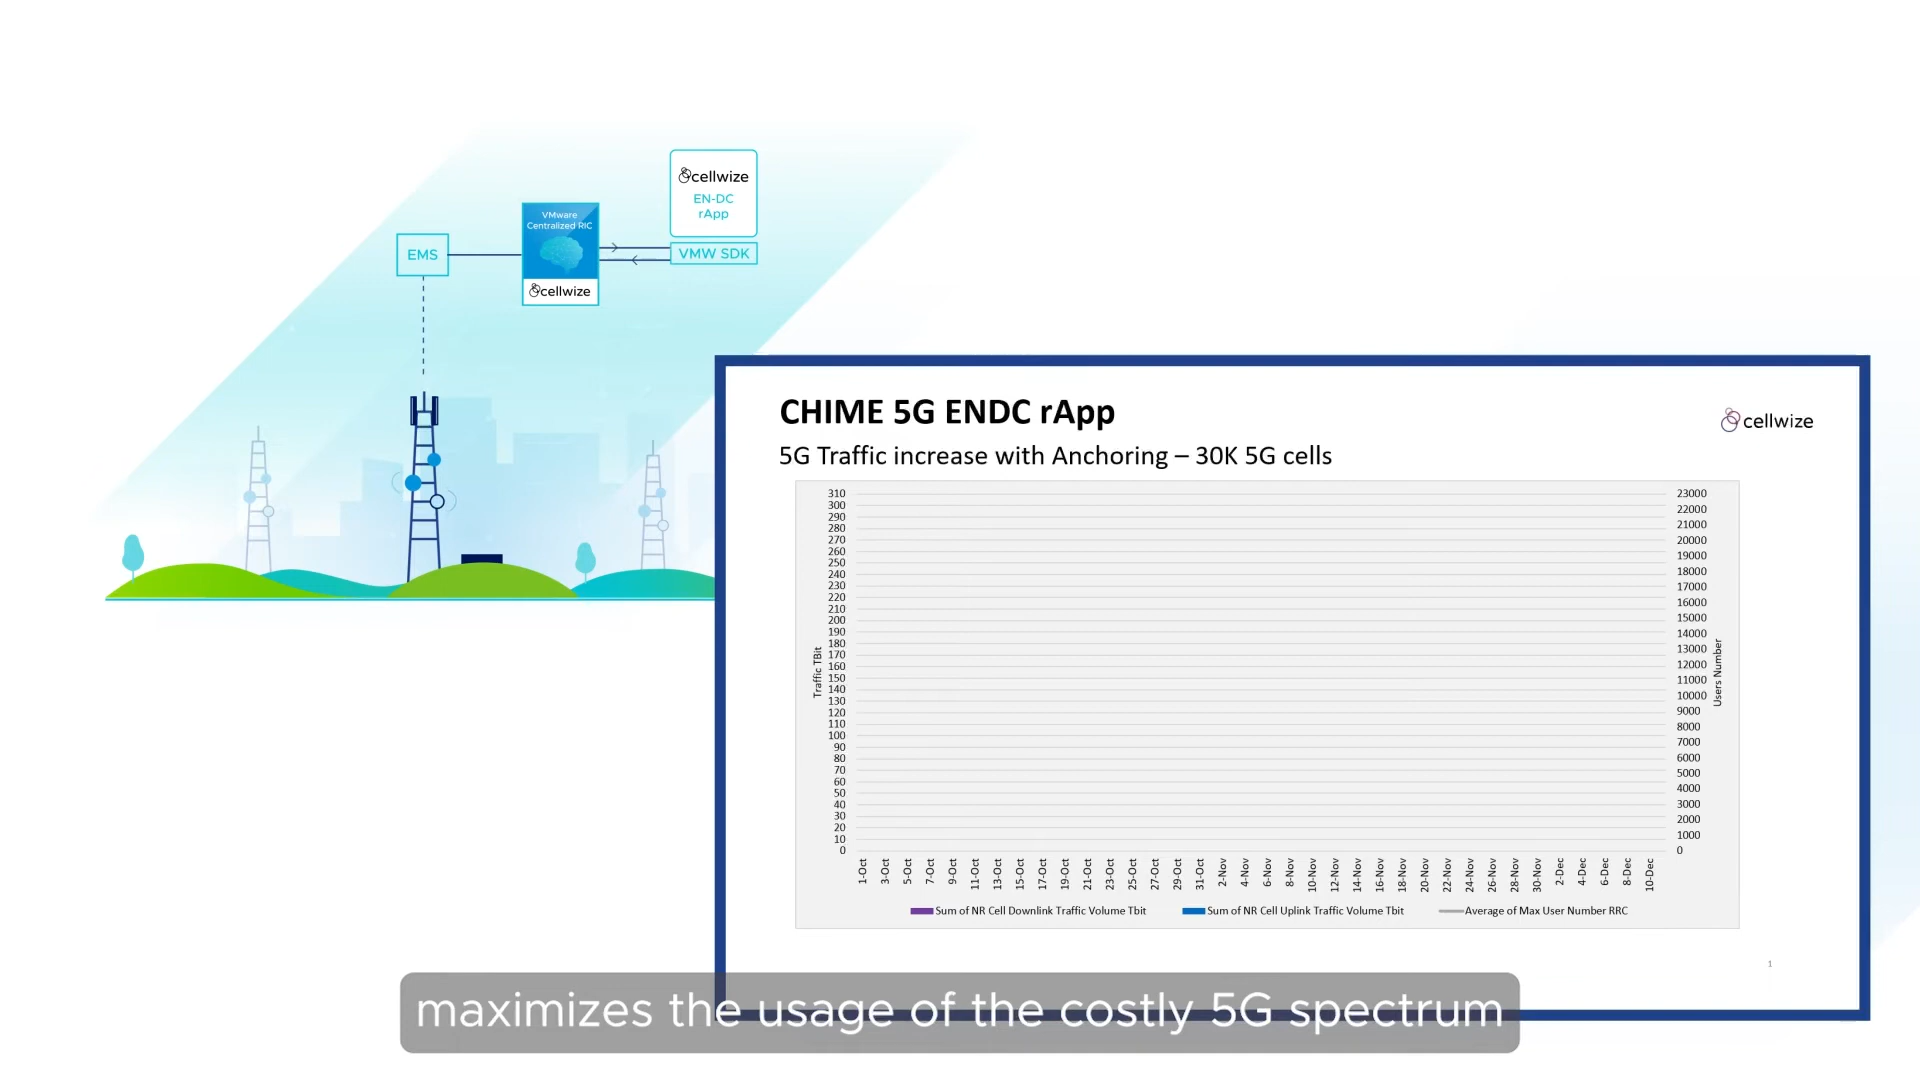 cellwize
EN-DC
rApp
VMware
Centralized RIC
EMS
VMW SDK
cellwize
CHIME 5G ENDC rApp
cellwize
5G Traffic increase with Anchoring – 30K 5G cells
Traffic TBit
310
300
290
280
270
260
250
240
230
220
210
200
190
180
170
160
150
140
130
120
110
100
90
80
70
60
50
40
30
20
10
0
23000
22000
21000
20000
19000
18000
17000
16000
15000
14000
13000
12000
11000
10000
9000
8000
7000
6000
5000
4000
3000
2000
1000
0
Users Number
1-Oct
3-Oct
5-Oct
7-Oct
9-Oct
11-Oct
13-Oct
15-Oct
17-Oct
19-Oct
21-Oct
23-Oct
25-Oct
27-Oct
29-Oct
31-Oct
2-Nov
4-Nov
6-Nov
8-Nov
10-Nov
12-Nov
14-Nov
16-Nov
18-Nov
20-Nov
22-Nov
24-Nov
26-Nov
28-Nov
30-Nov
2-Dec
4-Dec
6-Dec
8-Dec
10-Dec
Sum of NR Cell Downlink Traffic Volume Tbit
Sum of NR Cell Uplink Traffic Volume Tbit
Average of Max User Number RRC
1
maximizes the usage of the costly 5G spectrum